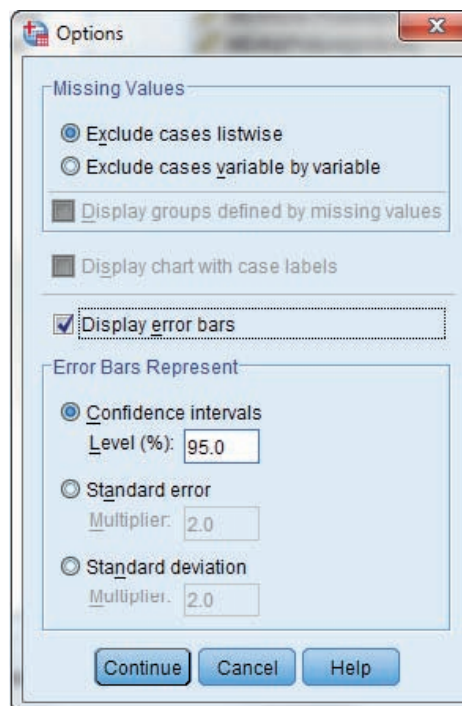 Options
Missing Values
Exclude cases listwise
Exclude cases variable by variable
Display groups defined by missing values
Display chart with case labels
Display error bars
Error Bars Represent
Confidence intervals
Level (%): 95.0
Standard error
Multiplier: 2.0
Standard deviation
Multiplier: 2.0
Continue Cancel Help